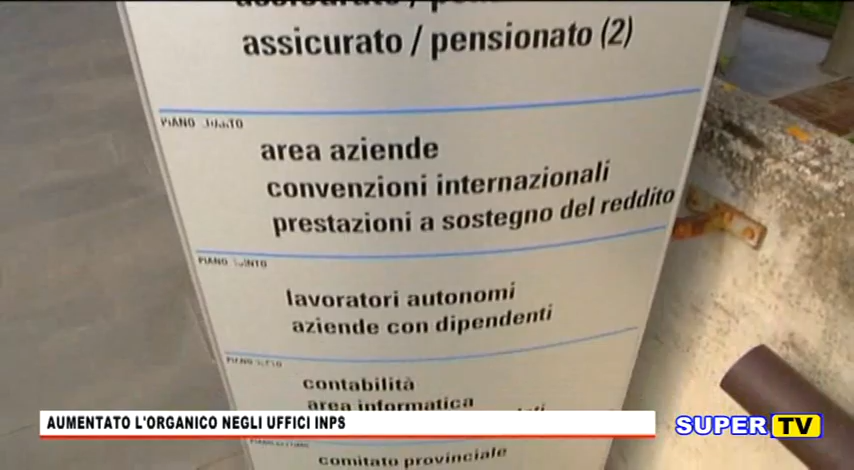 assicurato / pensionato (2)
PIANO
area aziende
convenzioni internazionali
prestazioni a sostegno del reddito
PIANO
lavoratori autonomi
aziende con dipendenti
PIANO
contabilità
area informatica
AUMENTATO L'ORGANICO NEGLI UFFICI INPS
SUPER TV
comitato provinciale